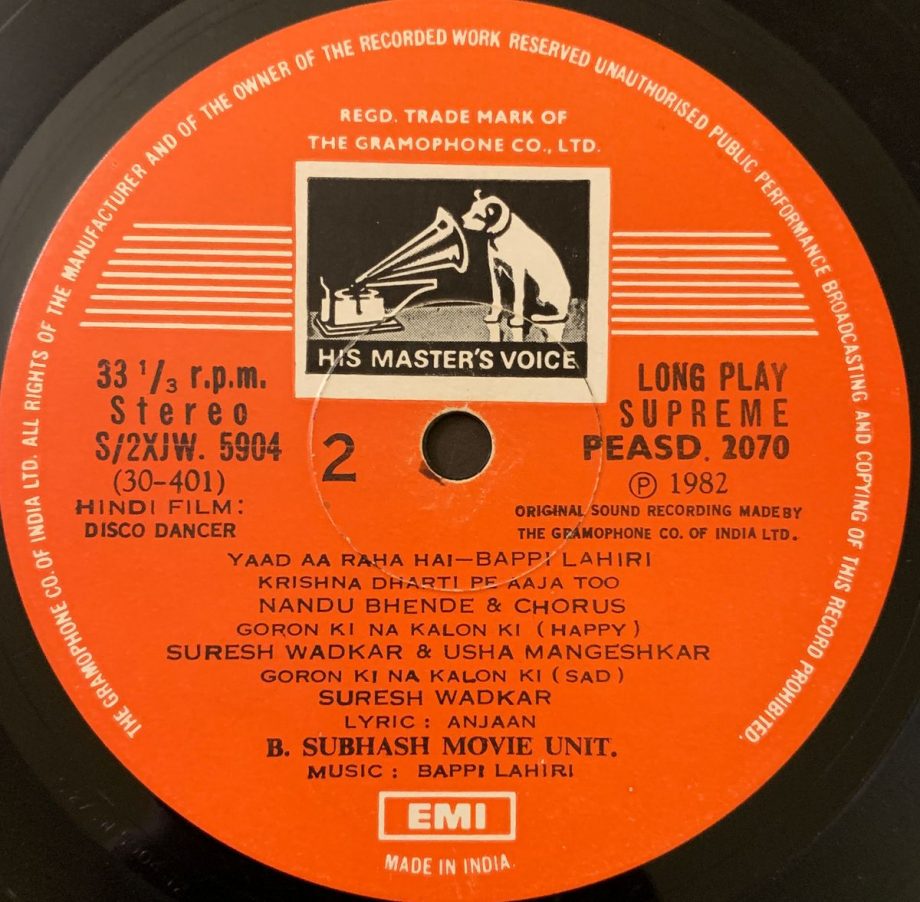 THE GRAMOPHONE CO. OF INDIA LTD. ALL RIGHTS OF THE MANUFACTURER AND OF THE OWNER OF THE RECORDED WORK RESERVED UNAUTHORISED PUBLIC PERFORMANCE BROADCASTING AND COPYING OF THIS RECORD PROHIBITED.
REGD. TRADE MARK OF
THE GRAMOPHONE CO., LTD.
HIS MASTER'S VOICE
33 1/3 r.p.m.
Stereo
S/2XJW. 5904
(30-401)
HINDI FILM:
DISCO DANCER
2
LONG PLAY
SUPREME
PEASD. 2070
Ⓟ 1982
ORIGINAL SOUND RECORDING MADE BY
THE GRAMOPHONE CO. OF INDIA LTD.
YAAD AA RAHA HAI—BAPPI LAHIRI
KRISHNA DHARTI PE AAJA TOO
NANDU BHENDE & CHORUS
GORON KI NA KALON KI (HAPPY)
SURESH WADKAR & USHA MANGESHKAR
GORON KI NA KALON KI (SAD)
SURESH WADKAR
LYRIC : ANJAAN
B. SUBHASH MOVIE UNIT.
MUSIC : BAPPI LAHIRI
EMI
MADE IN INDIA.